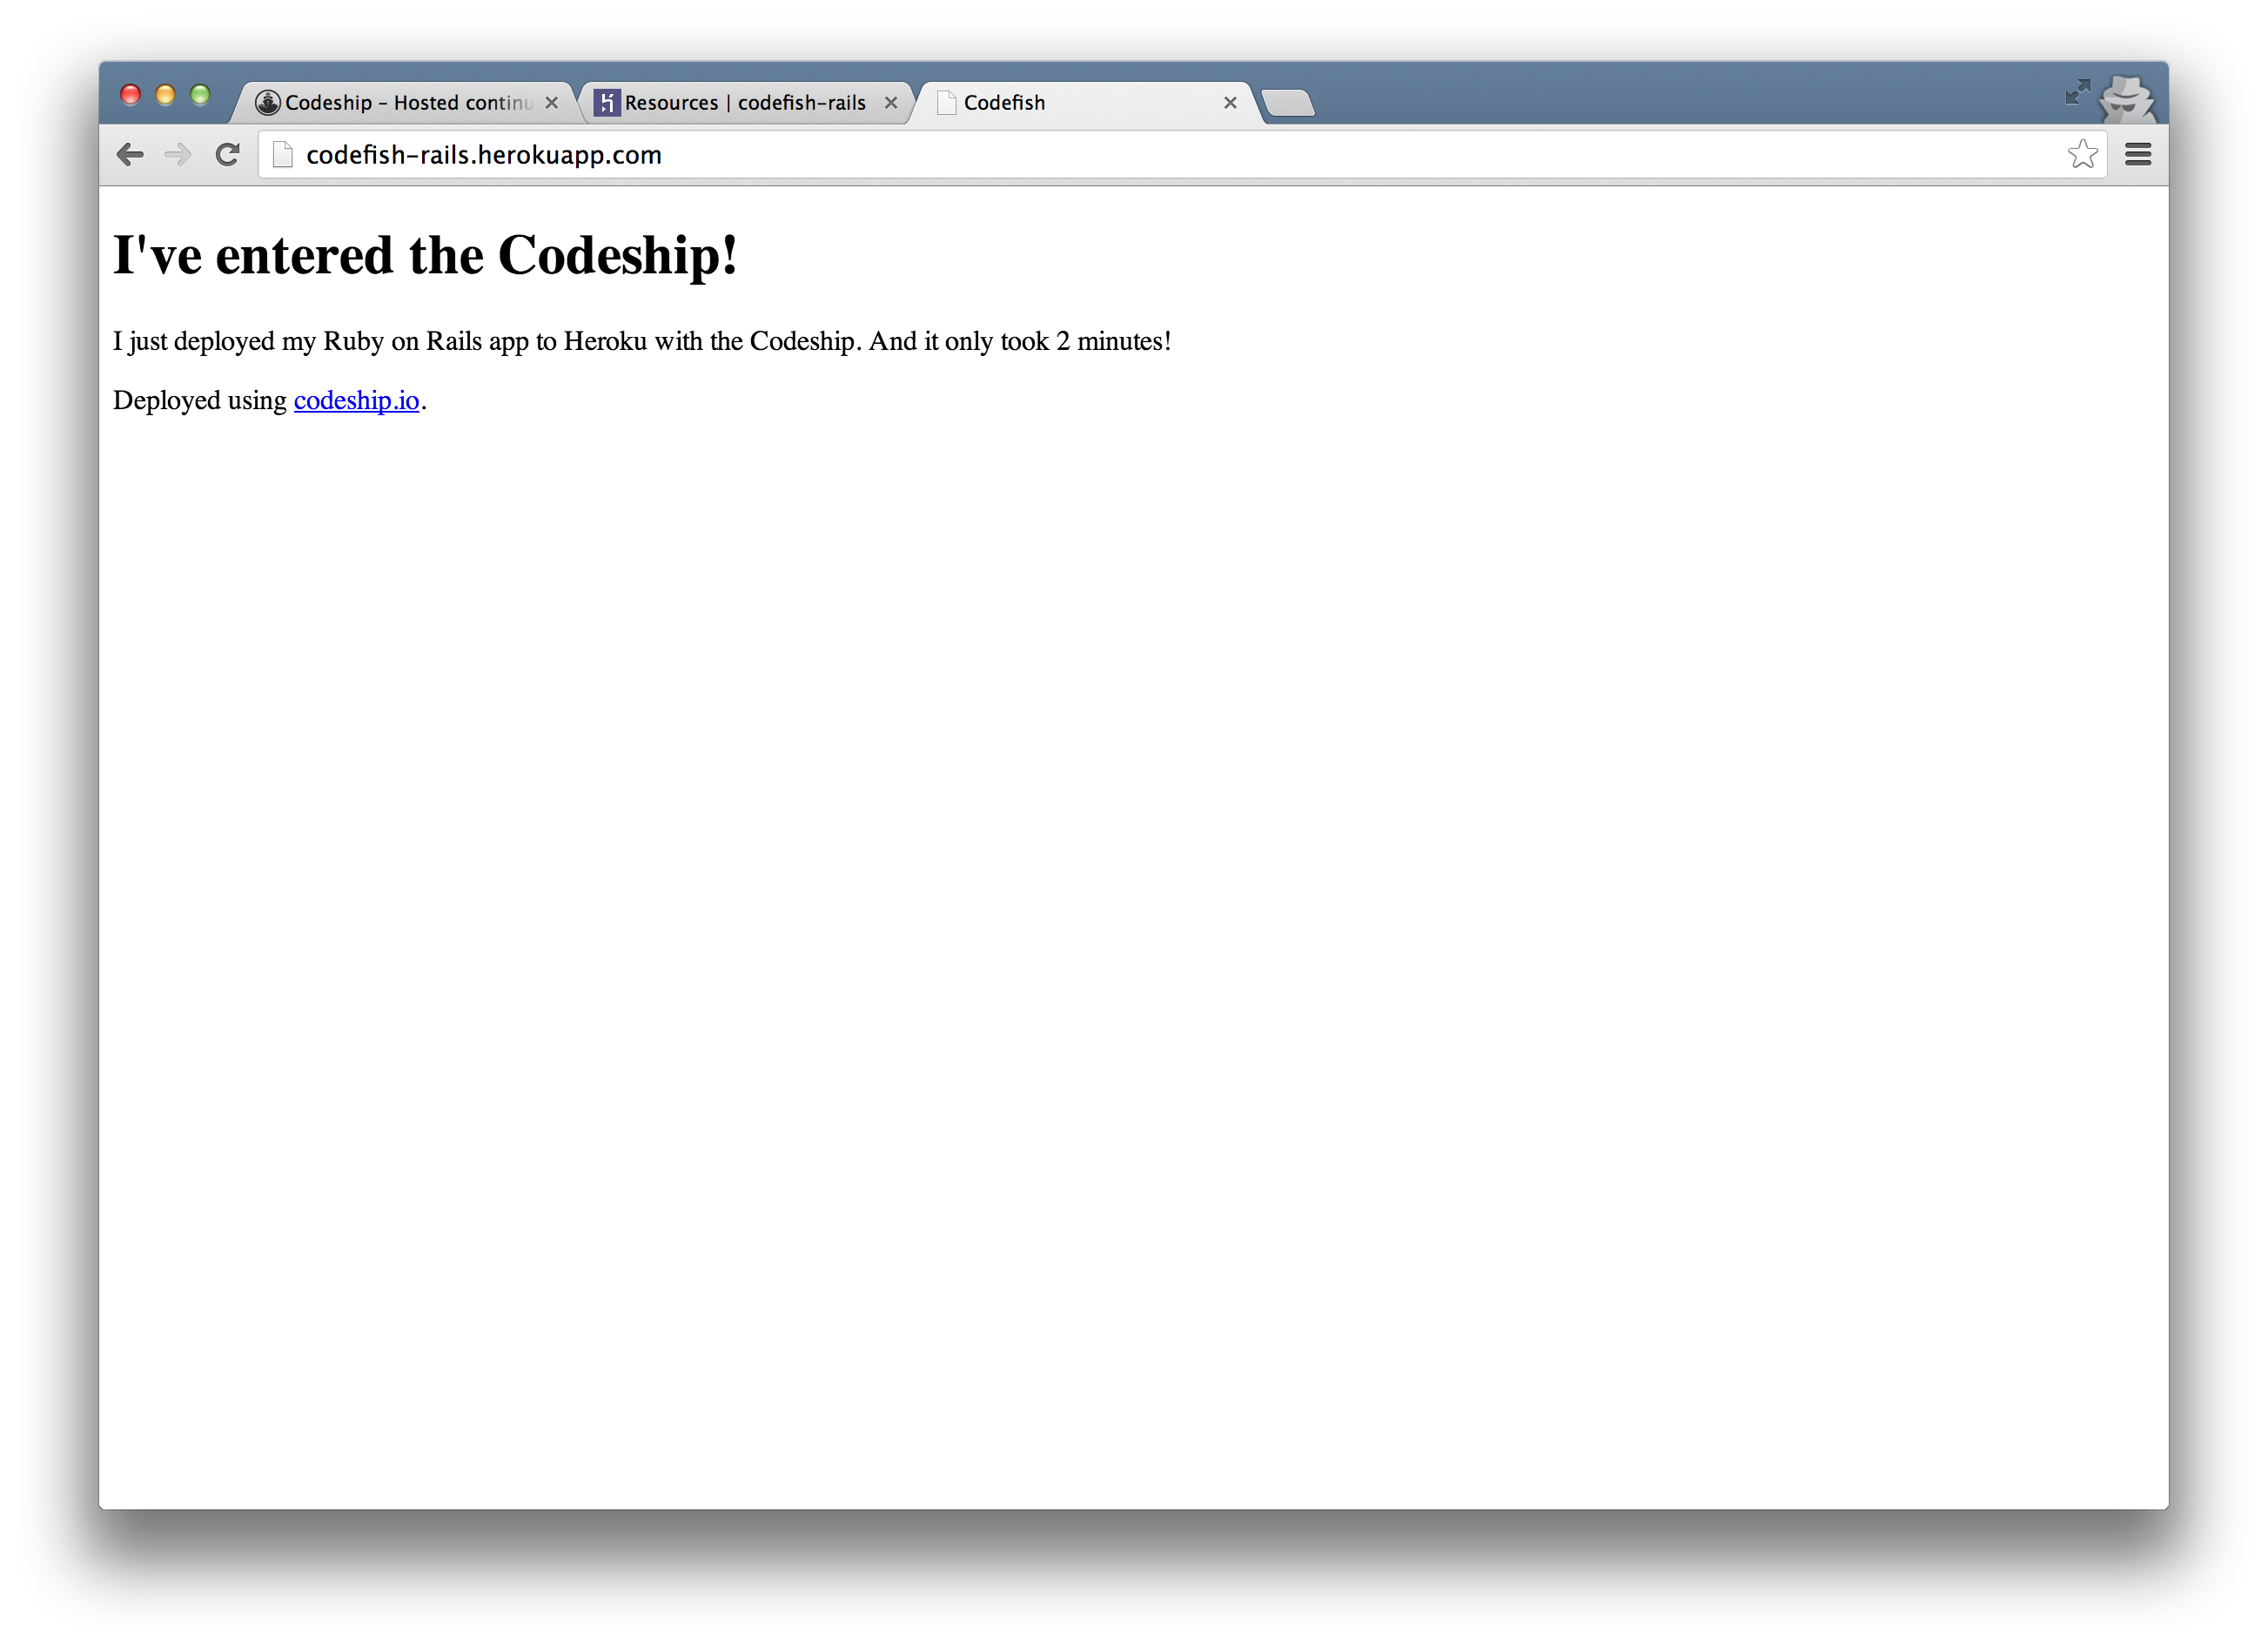 Codeship – Hosted continu
Resources | codefish-rails
Codefish
codefish-rails.herokuapp.com
I've entered the Codeship!
I just deployed my Ruby on Rails app to Heroku with the Codeship. And it only took 2 minutes!
Deployed using codeship.io.